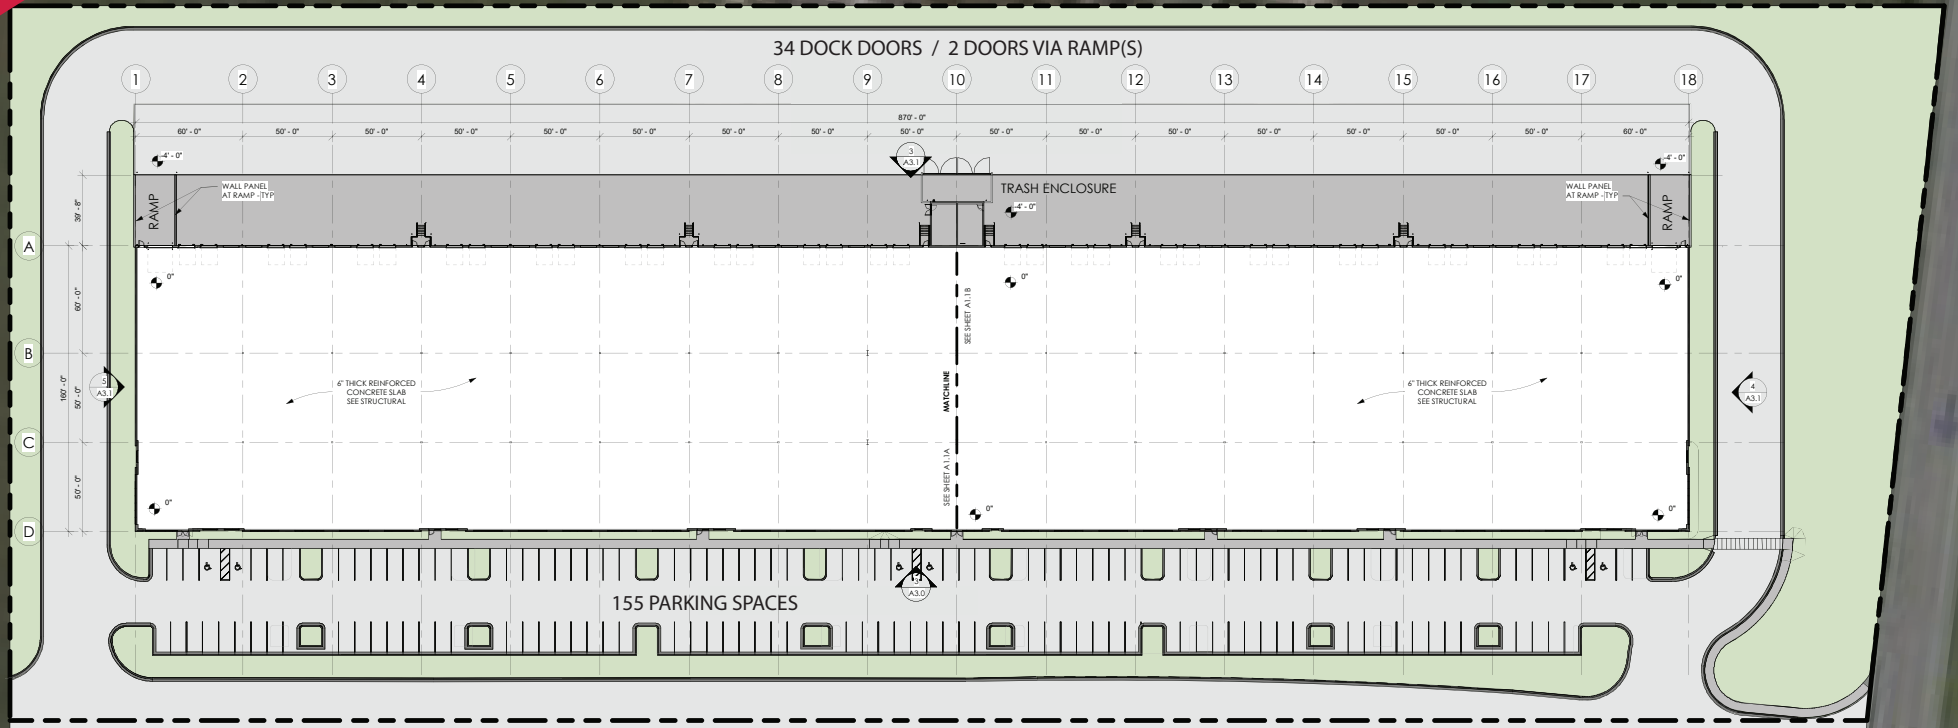 34 DOCK DOORS / 2 DOORS VIA RAMP(S)
1 2 3 4 5 6 7 8 9 10 11 12 13 14 15 16 17 18
870' - 0"
60' - 0" 50' - 0" 50' - 0" 50' - 0" 50' - 0" 50' - 0" 50' - 0" 50' - 0" 50' - 0" 50' - 0" 50' - 0" 50' - 0" 50' - 0" 50' - 0" 50' - 0" 50' - 0" 60' - 0"
-4' - 0"
3
A3.1
-4' - 0"
RAMP
WALL PANEL
AT RAMP - TYP
TRASH ENCLOSURE
-4' - 0"
WALL PANEL
AT RAMP - TYP
RAMP
A
0"
0"
0"
60' - 0"
SEE SHEET A1.1B
B
160' - 0"
50' - 0"
5
A3.1
6" THICK REINFORCED
CONCRETE SLAB
SEE STRUCTURAL
MATCHLINE
6" THICK REINFORCED
CONCRETE SLAB
SEE STRUCTURAL
4
A3.1
C
50' - 0"
SEE SHEET A1.1A
0"
0"
0"
D
A3.0
155 PARKING SPACES